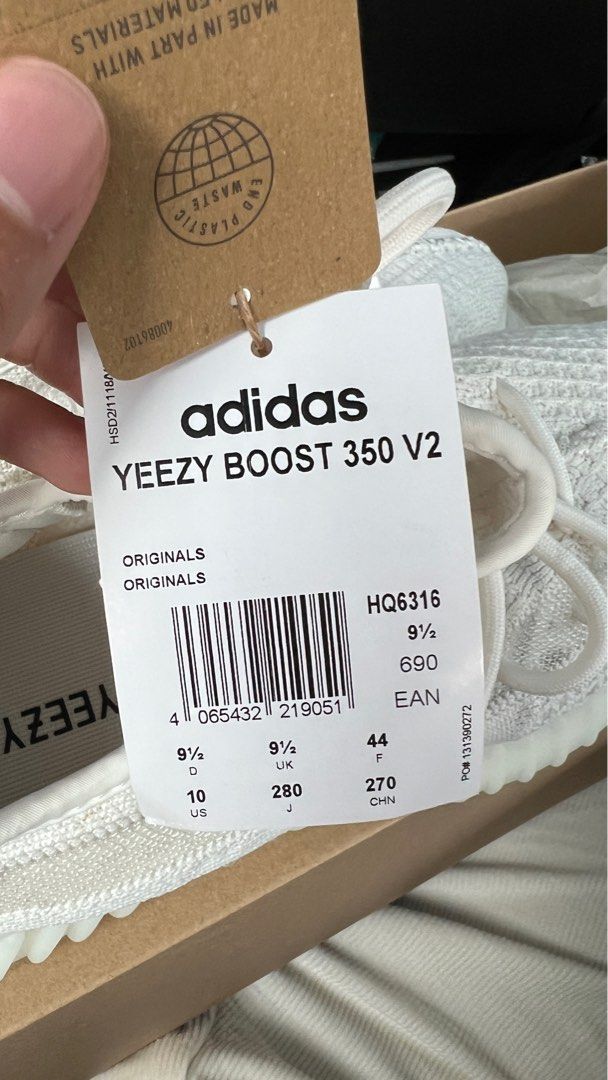 MADE IN PART WITH
MATERIALS
END PLASTIC
WASTE
40086102
adidas
YEEZY BOOST 350 V2
ORIGINALS
ORIGINALS
HQ6316
9½
690
EAN
4 065432 219051
9½ 9½ 44
D UK F
10 280 270
US J CHN
PO# 131390272
YEEZY